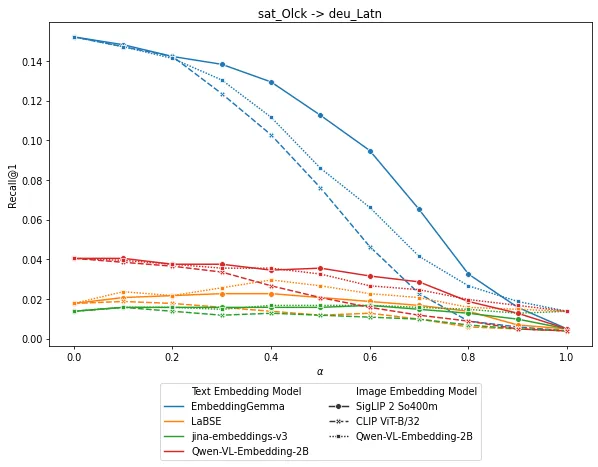 sat_Olck -> deu_Latn
Recall@1
0.14
0.12
0.10
0.08
0.06
0.04
0.02
0.00
0.0 0.2 0.4 0.6 0.8 1.0
α
Text Embedding Model
EmbeddingGemma
LaBSE
jina-embeddings-v3
Qwen-VL-Embedding-2B
Image Embedding Model
SigLIP 2 So400m
CLIP ViT-B/32
Qwen-VL-Embedding-2B